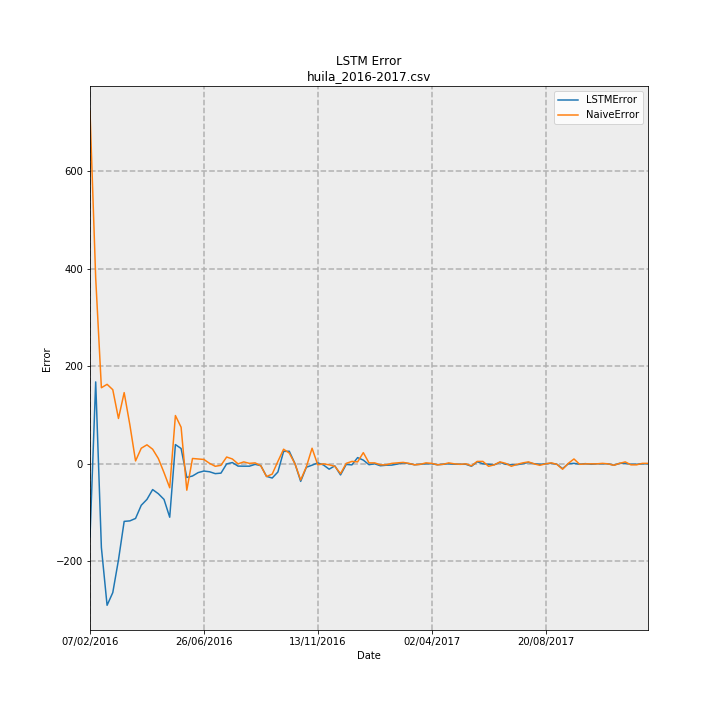 LSTM Error
huila_2016-2017.csv
LSTMError
NaiveError
600
400
200
0
−200
Error
07/02/2016
26/06/2016
13/11/2016
02/04/2017
20/08/2017
Date